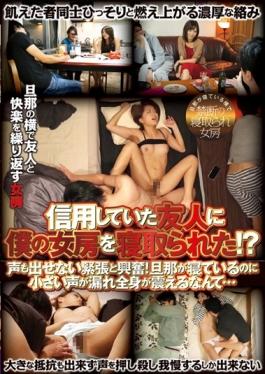 飢えた者同士ひっそりと燃え上がる濃厚な絡み
旦那の横で友人と
快楽を繰り返す女房
寝取られ
女房
信用していた友人に
僕の女房を寝取られた!?
声も出せない緊張と興奮!旦那が寝ているのに
小さい声が漏れ全身が震えるなんて…
大きな抵抗も出来ず声を押し殺し我慢するしか出来ない